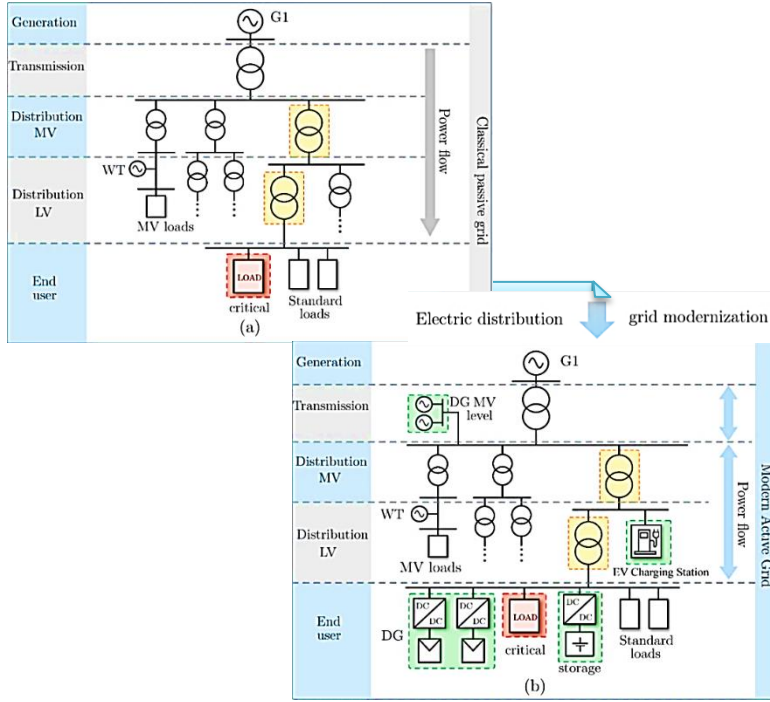 Generation
G1
Transmission
Distribution
MV
WT
Distribution
LV
MV loads
End
user
LOAD
critical
Standard
loads
(a)
Power
flow
Classical passive grid
Electric distribution
grid modernization
Generation
G1
Transmission
DG MV
level
Distribution
MV
WT
Distribution
LV
MV loads
EV Charging Station
End
user
DG
DC
DC
DC
DC
LOAD
critical
DC
DC
storage
Standard
loads
(b)
Power flow
Modern Active Grid